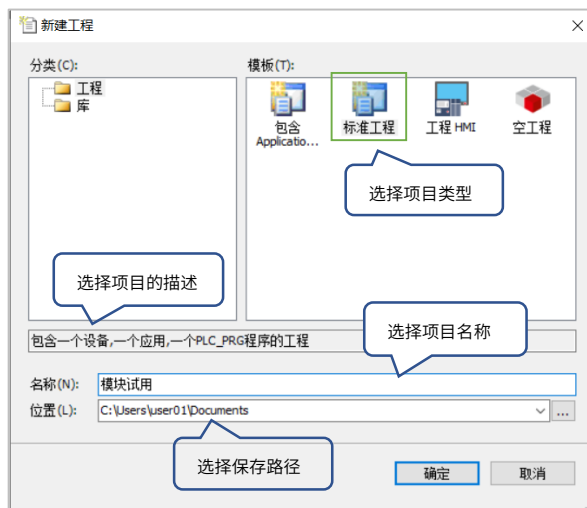 新建工程
分类(C):
模板(T):
工程
库
包含
Applicatio...
标准工程
工程 HMI
空工程
选择项目类型
选择项目的描述
选择项目名称
包含一个设备,一个应用,一个PLC_PRG程序的工程
名称(N):
模块试用
位置(L):
C:\Users\user01\Documents
...
选择保存路径
确定
取消